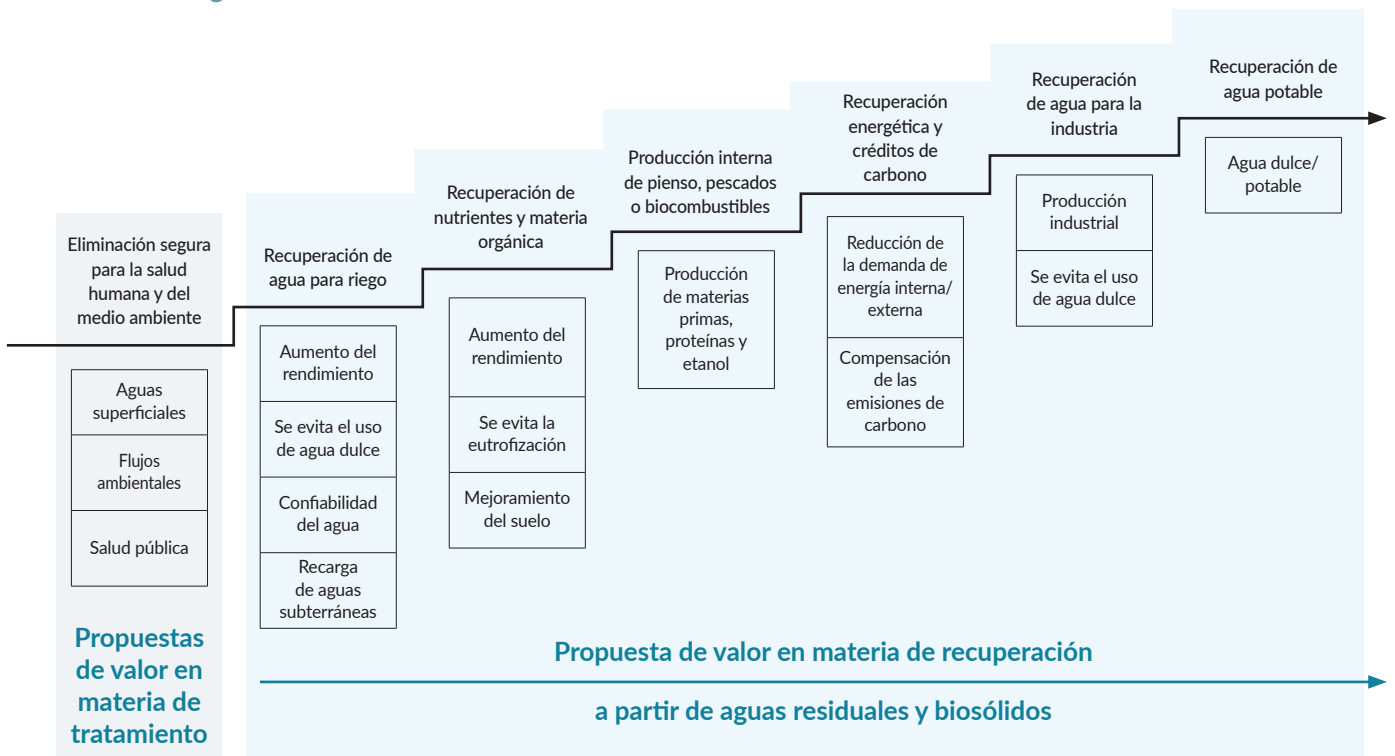 Eliminación segura
para la salud
humana y del
medio ambiente
Aguas
superficiales
Flujos
ambientales
Salud pública
Propuestas
de valor en
materia de
tratamiento
Recuperación de
agua para riego
Aumento del
rendimiento
Se evita el uso
de agua dulce
Confiabilidad
del agua
Recarga
de aguas
subterráneas
Recuperación de
nutrientes y materia
orgánica
Aumento del
rendimiento
Se evita la
eutrofización
Mejoramiento
del suelo
Producción interna
de pienso, pescados
o biocombustibles
Producción
de materias
primas,
proteínas y
etanol
Recuperación
energética y
créditos de
carbono
Reducción de
la demanda de
energía interna/
externa
Compensación
de las
emisiones de
carbono
Recuperación
de agua para la
industria
Producción
industrial
Se evita el uso
de agua dulce
Recuperación de
agua potable
Agua dulce/
potable
Propuesta de valor en materia de recuperación
a partir de aguas residuales y biosólidos